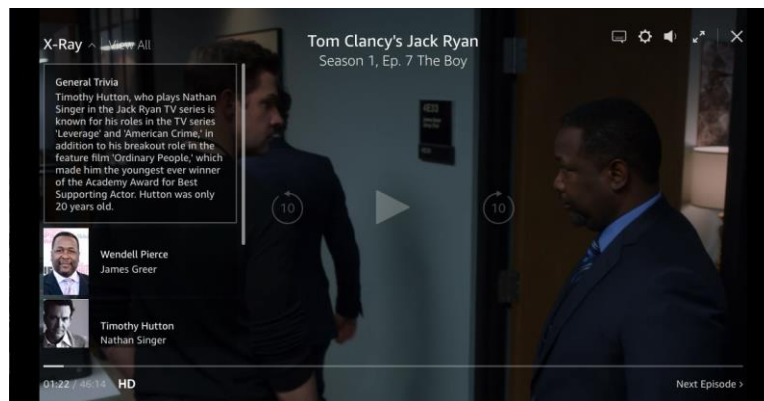 X-Ray View All
Tom Clancy's Jack Ryan
Season 1, Ep. 7 The Boy
General Trivia
Timothy Hutton, who plays Nathan
Singer in the Jack Ryan TV series is
known for his roles in the TV series
'Leverage' and 'American Crime,' in
addition to his breakout role in the
feature film 'Ordinary People,' which
made him the youngest ever winner
of the Academy Award for Best
Supporting Actor. Hutton was only
20 years old.
4E33
10
10
Wendell Pierce
James Greer
Timothy Hutton
Nathan Singer
01:22 / 46:14 HD
Next Episode ›